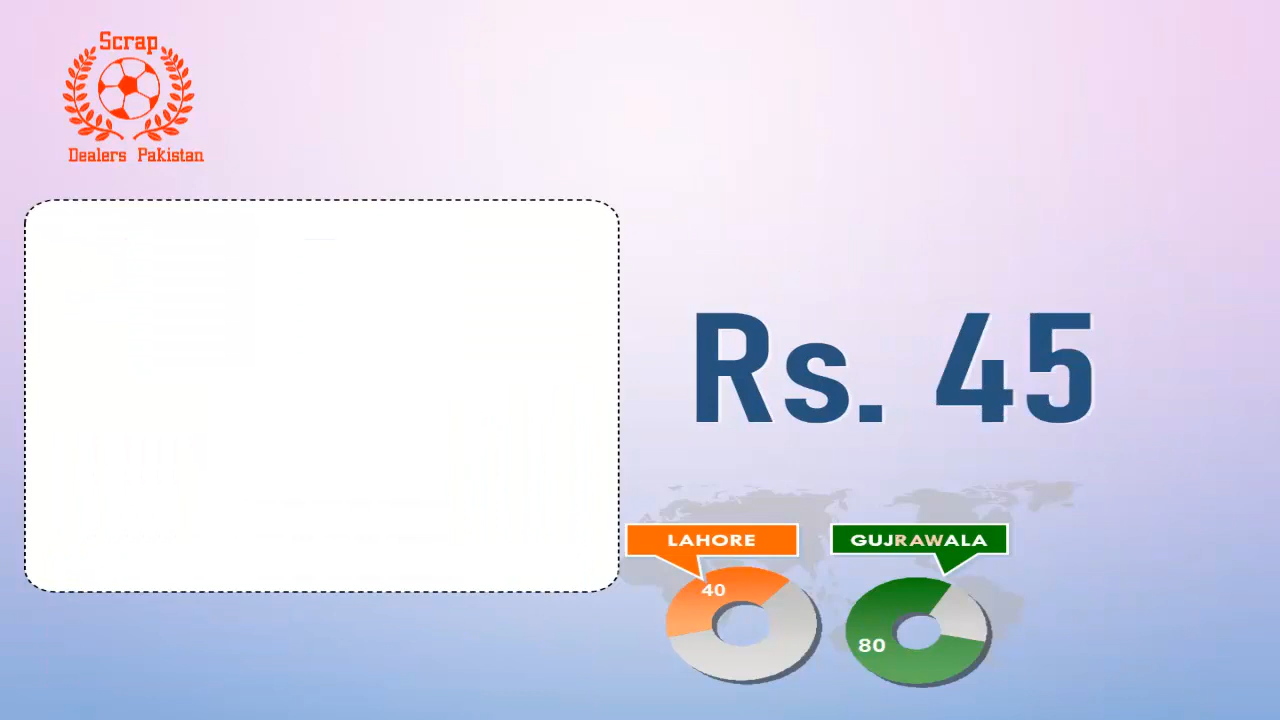 Scrap
Dealers Pakistan
Rs. 45
LAHORE
GUJRAWALA
40
80